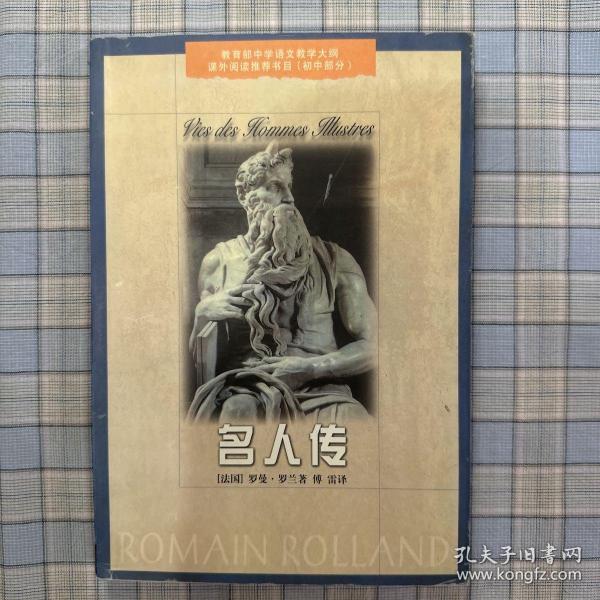 教育部中学语文教学大纲
课外阅读推荐书目（初中部分）
Vies des Hommes Illustres
名人传
[法国] 罗曼·罗兰著 傅 雷译
ROMAIN ROLLAND
孔夫子旧书网
www.kongfz.com